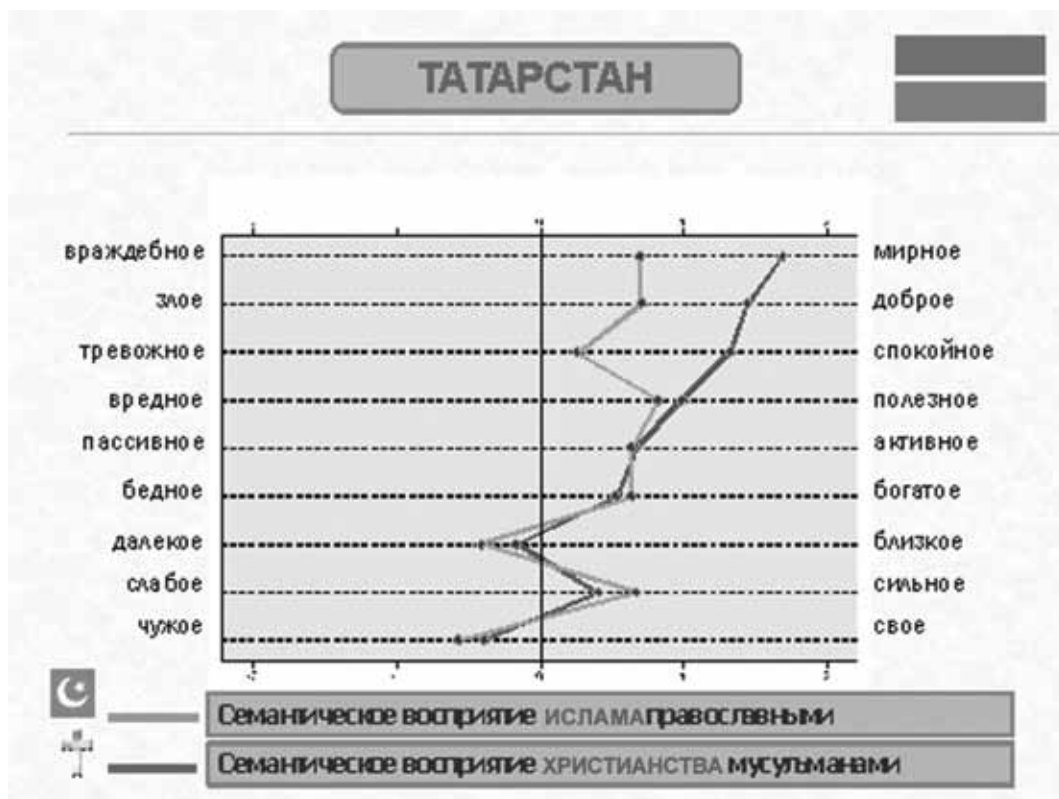 ТАТАРСТАН
враждебное мирное
злое доброе
тревожное спокойное
вредное полезное
пассивное активное
бедное богатое
далекое близкое
слабое сильное
чужое свое
Семантическое восприятие ИСЛАМА православными
Семантическое восприятие ХРИСТИАНСТВА мусульманами